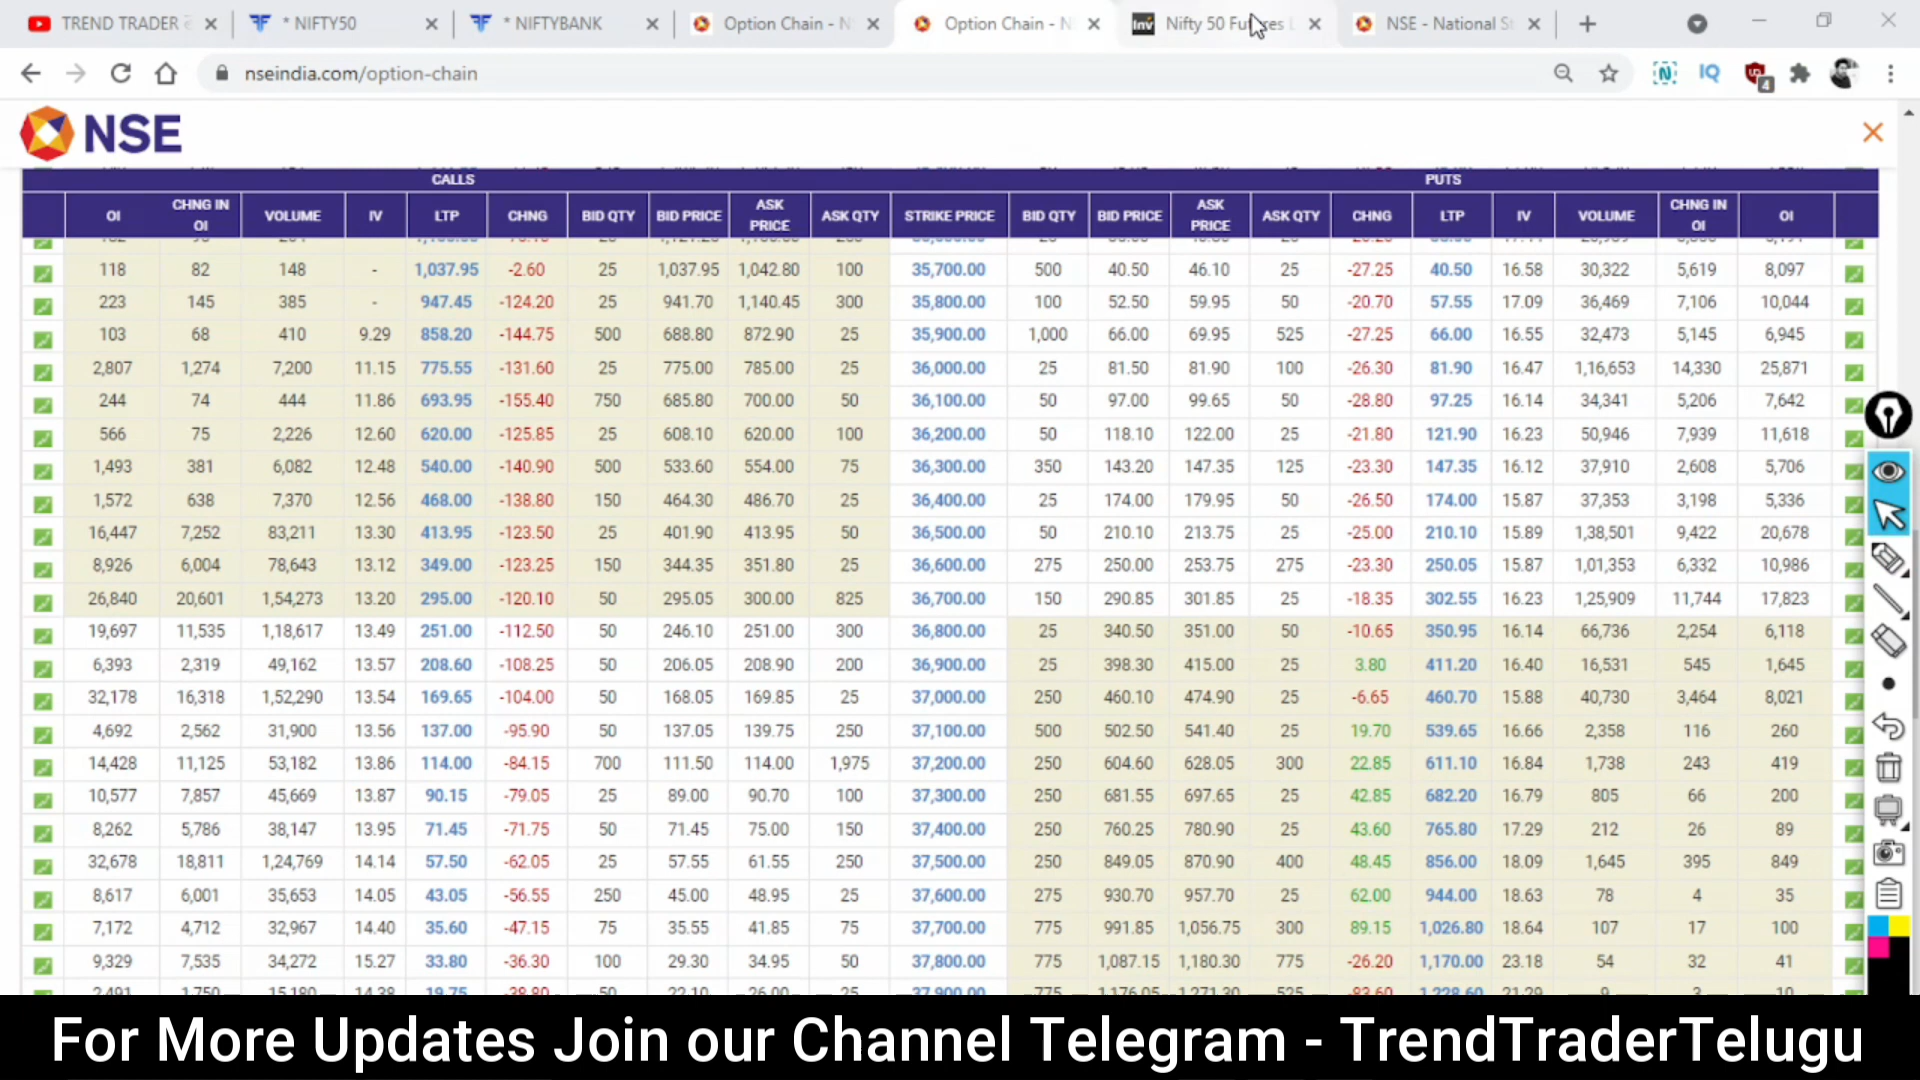 TREND TRADER
* NIFTY50
* NIFTYBANK
Option Chain - N
Option Chain - N
Nifty 50 Futures
NSE - National S
nseindia.com/option-chain
IQ
4
NSE
CALLS PUTS
OI CHNG IN OI VOLUME IV LTP CHNG BID QTY BID PRICE ASK PRICE ASK QTY STRIKE PRICE BID QTY BID PRICE ASK PRICE ASK QTY CHNG LTP IV VOLUME CHNG IN OI OI
118 82 148 - 1,037.95 -2.60 25 1,037.95 1,042.80 100 35,700.00 500 40.50 46.10 25 -27.25 40.50 16.58 30,322 5,619 8,097
223 145 385 - 947.45 -124.20 25 941.70 1,140.45 300 35,800.00 100 52.50 59.95 50 -20.70 57.55 17.09 36,469 7,106 10,044
103 68 410 9.29 858.20 -144.75 500 688.80 872.90 25 35,900.00 1,000 66.00 69.95 525 -27.25 66.00 16.55 32,473 5,145 6,945
2,807 1,274 7,200 11.15 775.55 -131.60 25 775.00 785.00 25 36,000.00 25 81.50 81.90 100 -26.30 81.90 16.47 1,16,653 14,330 25,871
244 74 444 11.86 693.95 -155.40 750 685.80 700.00 50 36,100.00 50 97.00 99.65 50 -28.80 97.25 16.14 34,341 5,206 7,642
566 75 2,226 12.60 620.00 -125.85 25 608.10 620.00 100 36,200.00 50 118.10 122.00 25 -21.80 121.90 16.23 50,946 7,939 11,618
1,493 381 6,082 12.48 540.00 -140.90 500 533.60 554.00 75 36,300.00 350 143.20 147.35 125 -23.30 147.35 16.12 37,910 2,608 5,706
1,572 638 7,370 12.56 468.00 -138.80 150 464.30 486.70 25 36,400.00 25 174.00 179.95 50 -26.50 174.00 15.87 37,353 3,198 5,336
16,447 7,252 83,211 13.30 413.95 -123.50 25 401.90 413.95 50 36,500.00 50 210.10 213.75 25 -25.00 210.10 15.89 1,38,501 9,422 20,678
8,926 6,004 78,643 13.12 349.00 -123.25 150 344.35 351.80 25 36,600.00 275 250.00 253.75 275 -23.30 250.05 15.87 1,01,353 6,332 10,986
26,840 20,601 1,54,273 13.20 295.00 -120.10 50 295.05 300.00 825 36,700.00 150 290.85 301.85 25 -18.35 302.55 16.23 1,25,909 11,744 17,823
19,697 11,535 1,18,617 13.49 251.00 -112.50 50 246.10 251.00 300 36,800.00 25 340.50 351.00 50 -10.65 350.95 16.14 66,736 2,254 6,118
6,393 2,319 49,162 13.57 208.60 -108.25 50 206.05 208.90 200 36,900.00 25 398.30 415.00 25 3.80 411.20 16.40 16,531 545 1,645
32,178 16,318 1,52,290 13.54 169.65 -104.00 50 168.05 169.85 25 37,000.00 250 460.10 474.90 25 -6.65 460.70 15.88 40,730 3,464 8,021
4,692 2,562 31,900 13.56 137.00 -95.90 50 137.05 139.75 250 37,100.00 500 502.50 541.40 25 19.70 539.65 16.66 2,358 116 260
14,428 11,125 53,182 13.86 114.00 -84.15 700 111.50 114.00 1,975 37,200.00 250 604.60 628.05 300 22.85 611.10 16.84 1,738 243 419
10,577 7,857 45,669 13.87 90.15 -79.05 25 89.00 90.70 100 37,300.00 250 681.55 697.65 25 42.85 682.20 16.79 805 66 200
8,262 5,786 38,147 13.95 71.45 -71.75 50 71.45 75.00 150 37,400.00 250 760.25 780.90 25 43.60 765.80 17.29 212 26 89
32,678 18,811 1,24,769 14.14 57.50 -62.05 25 57.55 61.55 250 37,500.00 250 849.05 870.90 400 48.45 856.00 18.09 1,645 395 849
8,617 6,001 35,653 14.05 43.05 -56.55 250 45.00 48.95 25 37,600.00 275 930.70 957.70 25 62.00 944.00 18.63 78 4 35
7,172 4,712 32,967 14.40 35.60 -47.15 75 35.55 41.85 75 37,700.00 775 991.85 1,056.75 300 89.15 1,026.80 18.64 107 17 100
9,329 7,535 34,272 15.27 33.80 -36.30 100 29.30 34.95 50 37,800.00 775 1,087.15 1,180.30 775 -26.20 1,170.00 23.18 54 32 41
For More Updates Join our Channel Telegram - TrendTraderTelugu